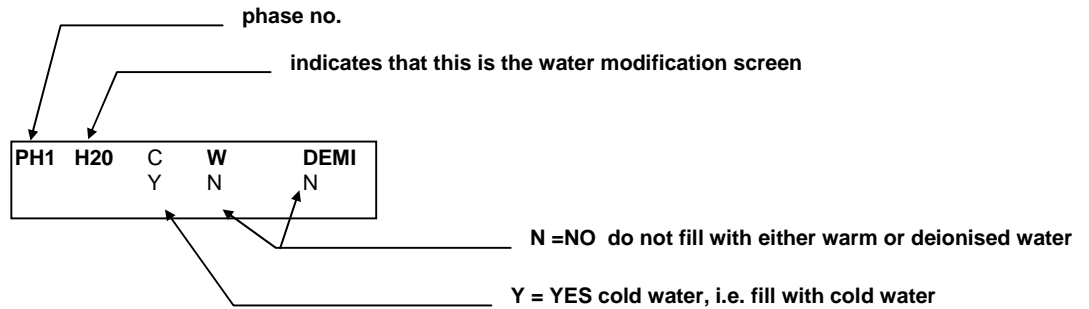 phase no.
indicates that this is the water modification screen
PH1 H20 C W DEMI
Y N N
N =NO do not fill with either warm or deionised water
Y = YES cold water, i.e. fill with cold water